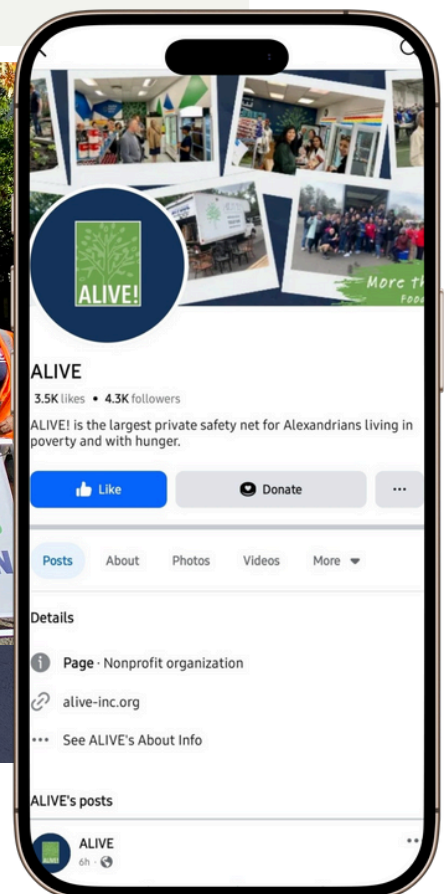 More th
Food
ALIVE!
ALIVE
3.5K likes • 4.3K followers
ALIVE! is the largest private safety net for Alexandrians living in
poverty and with hunger.
Like
Donate
Posts
About
Photos
Videos
More
Details
Page · Nonprofit organization
alive-inc.org
See ALIVE's About Info
ALIVE's posts
ALIVE
6h